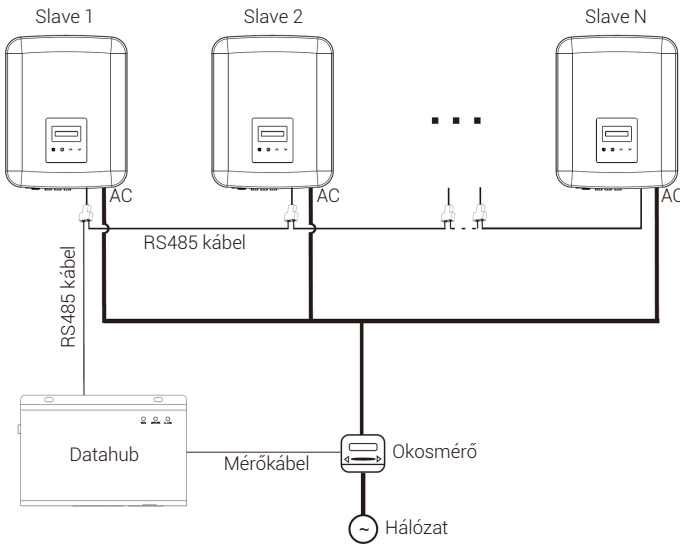 Slave 1
Slave 2
Slave N
AC
AC
AC
RS485 kábel
RS485 kábel
Datahub
Mérőkábel
Okosmérő
~
Hálózat